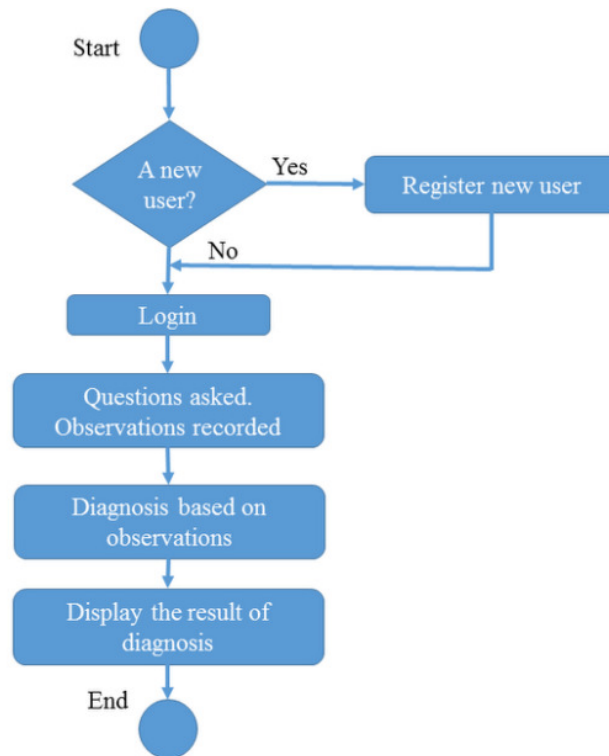 Start
A new
user?
Yes
Register new user
No
Login
Questions asked.
Observations recorded
Diagnosis based on
observations
Display the result of
diagnosis
End